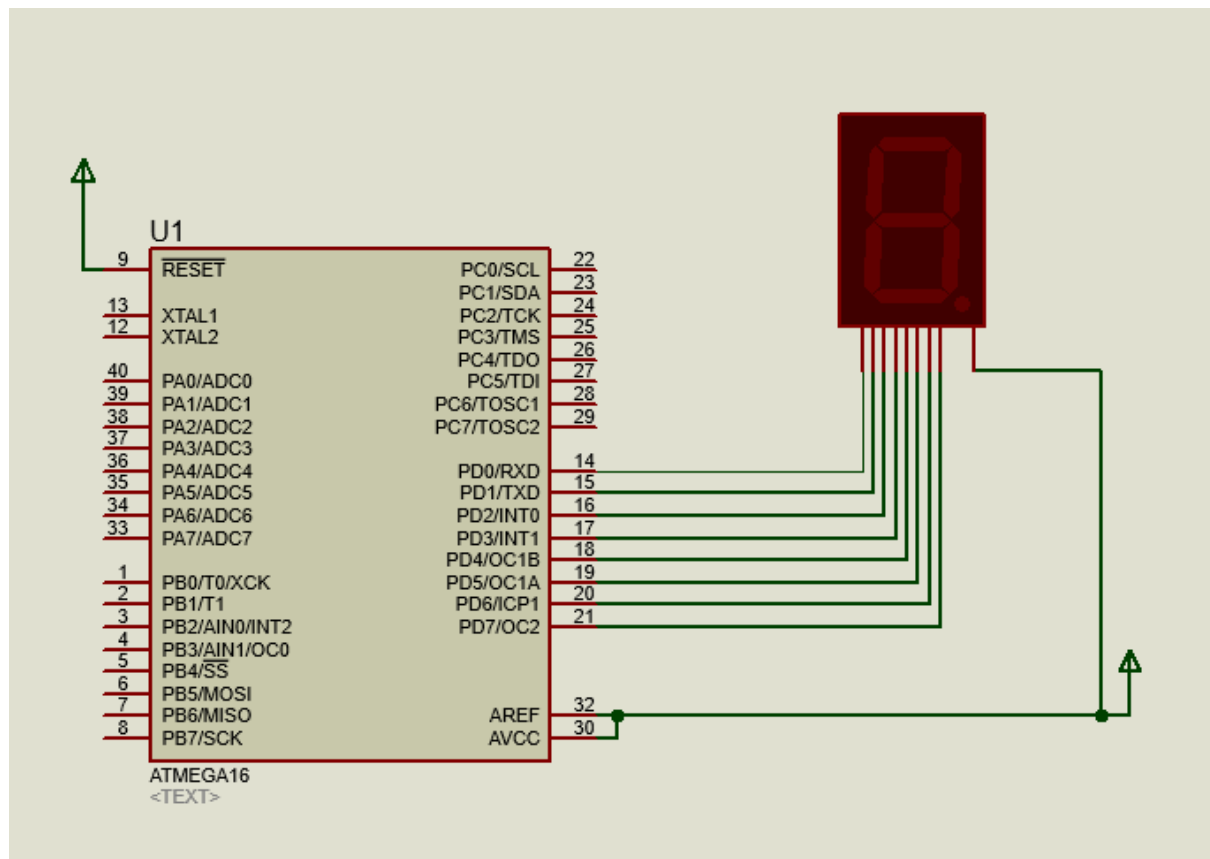 U1
9 RESET PC0/SCL 22
PC1/SDA 23
13 XTAL1 PC2/TCK 24
12 XTAL2 PC3/TMS 25
PC4/TDO 26
40 PA0/ADC0 PC5/TDI 27
39 PA1/ADC1 PC6/TOSC1 28
38 PA2/ADC2 PC7/TOSC2 29
37 PA3/ADC3
36 PA4/ADC4 PD0/RXD 14
35 PA5/ADC5 PD1/TXD 15
34 PA6/ADC6 PD2/INT0 16
33 PA7/ADC7 PD3/INT1 17
PD4/OC1B 18
1 PB0/T0/XCK PD5/OC1A 19
2 PB1/T1 PD6/ICP1 20
3 PB2/AIN0/INT2 PD7/OC2 21
4 PB3/AIN1/OC0
5 PB4/SS
6 PB5/MOSI
7 PB6/MISO AREF 32
8 PB7/SCK AVCC 30
ATMEGA16
<TEXT>